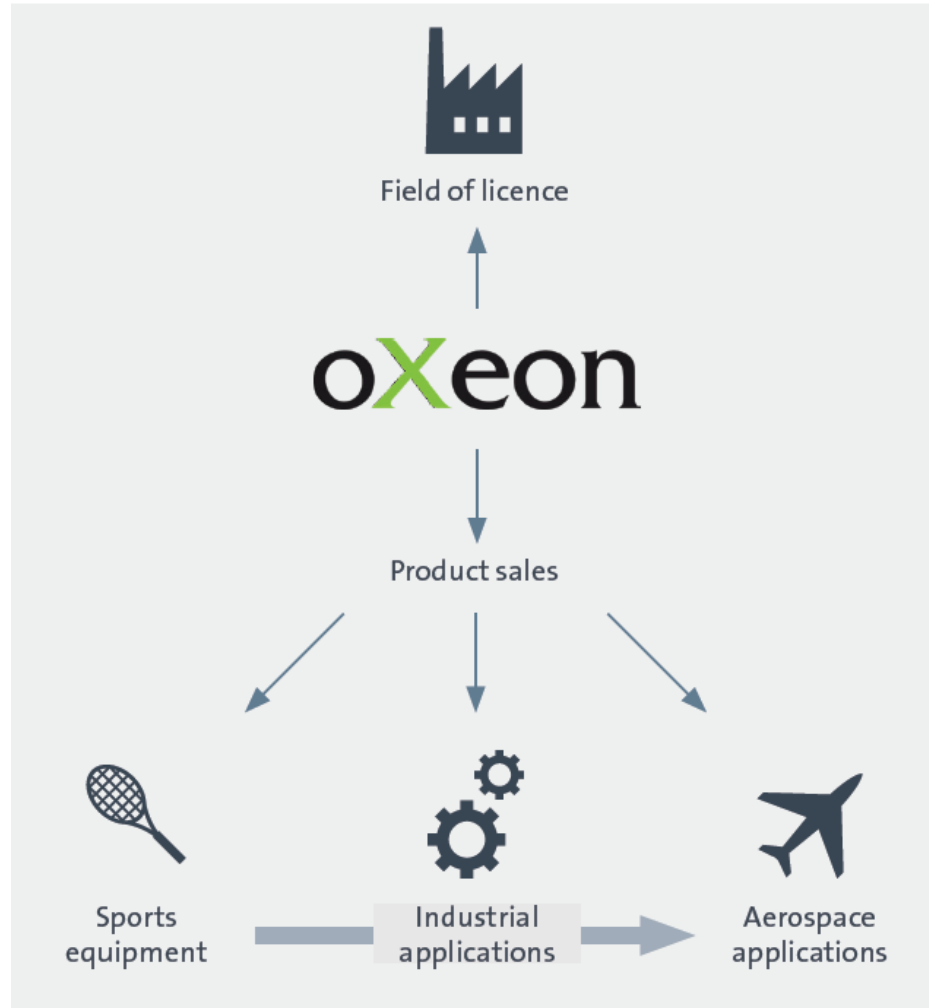 Field of licence
oXeon
Product sales
Sports
equipment
Industrial
applications
Aerospace
applications